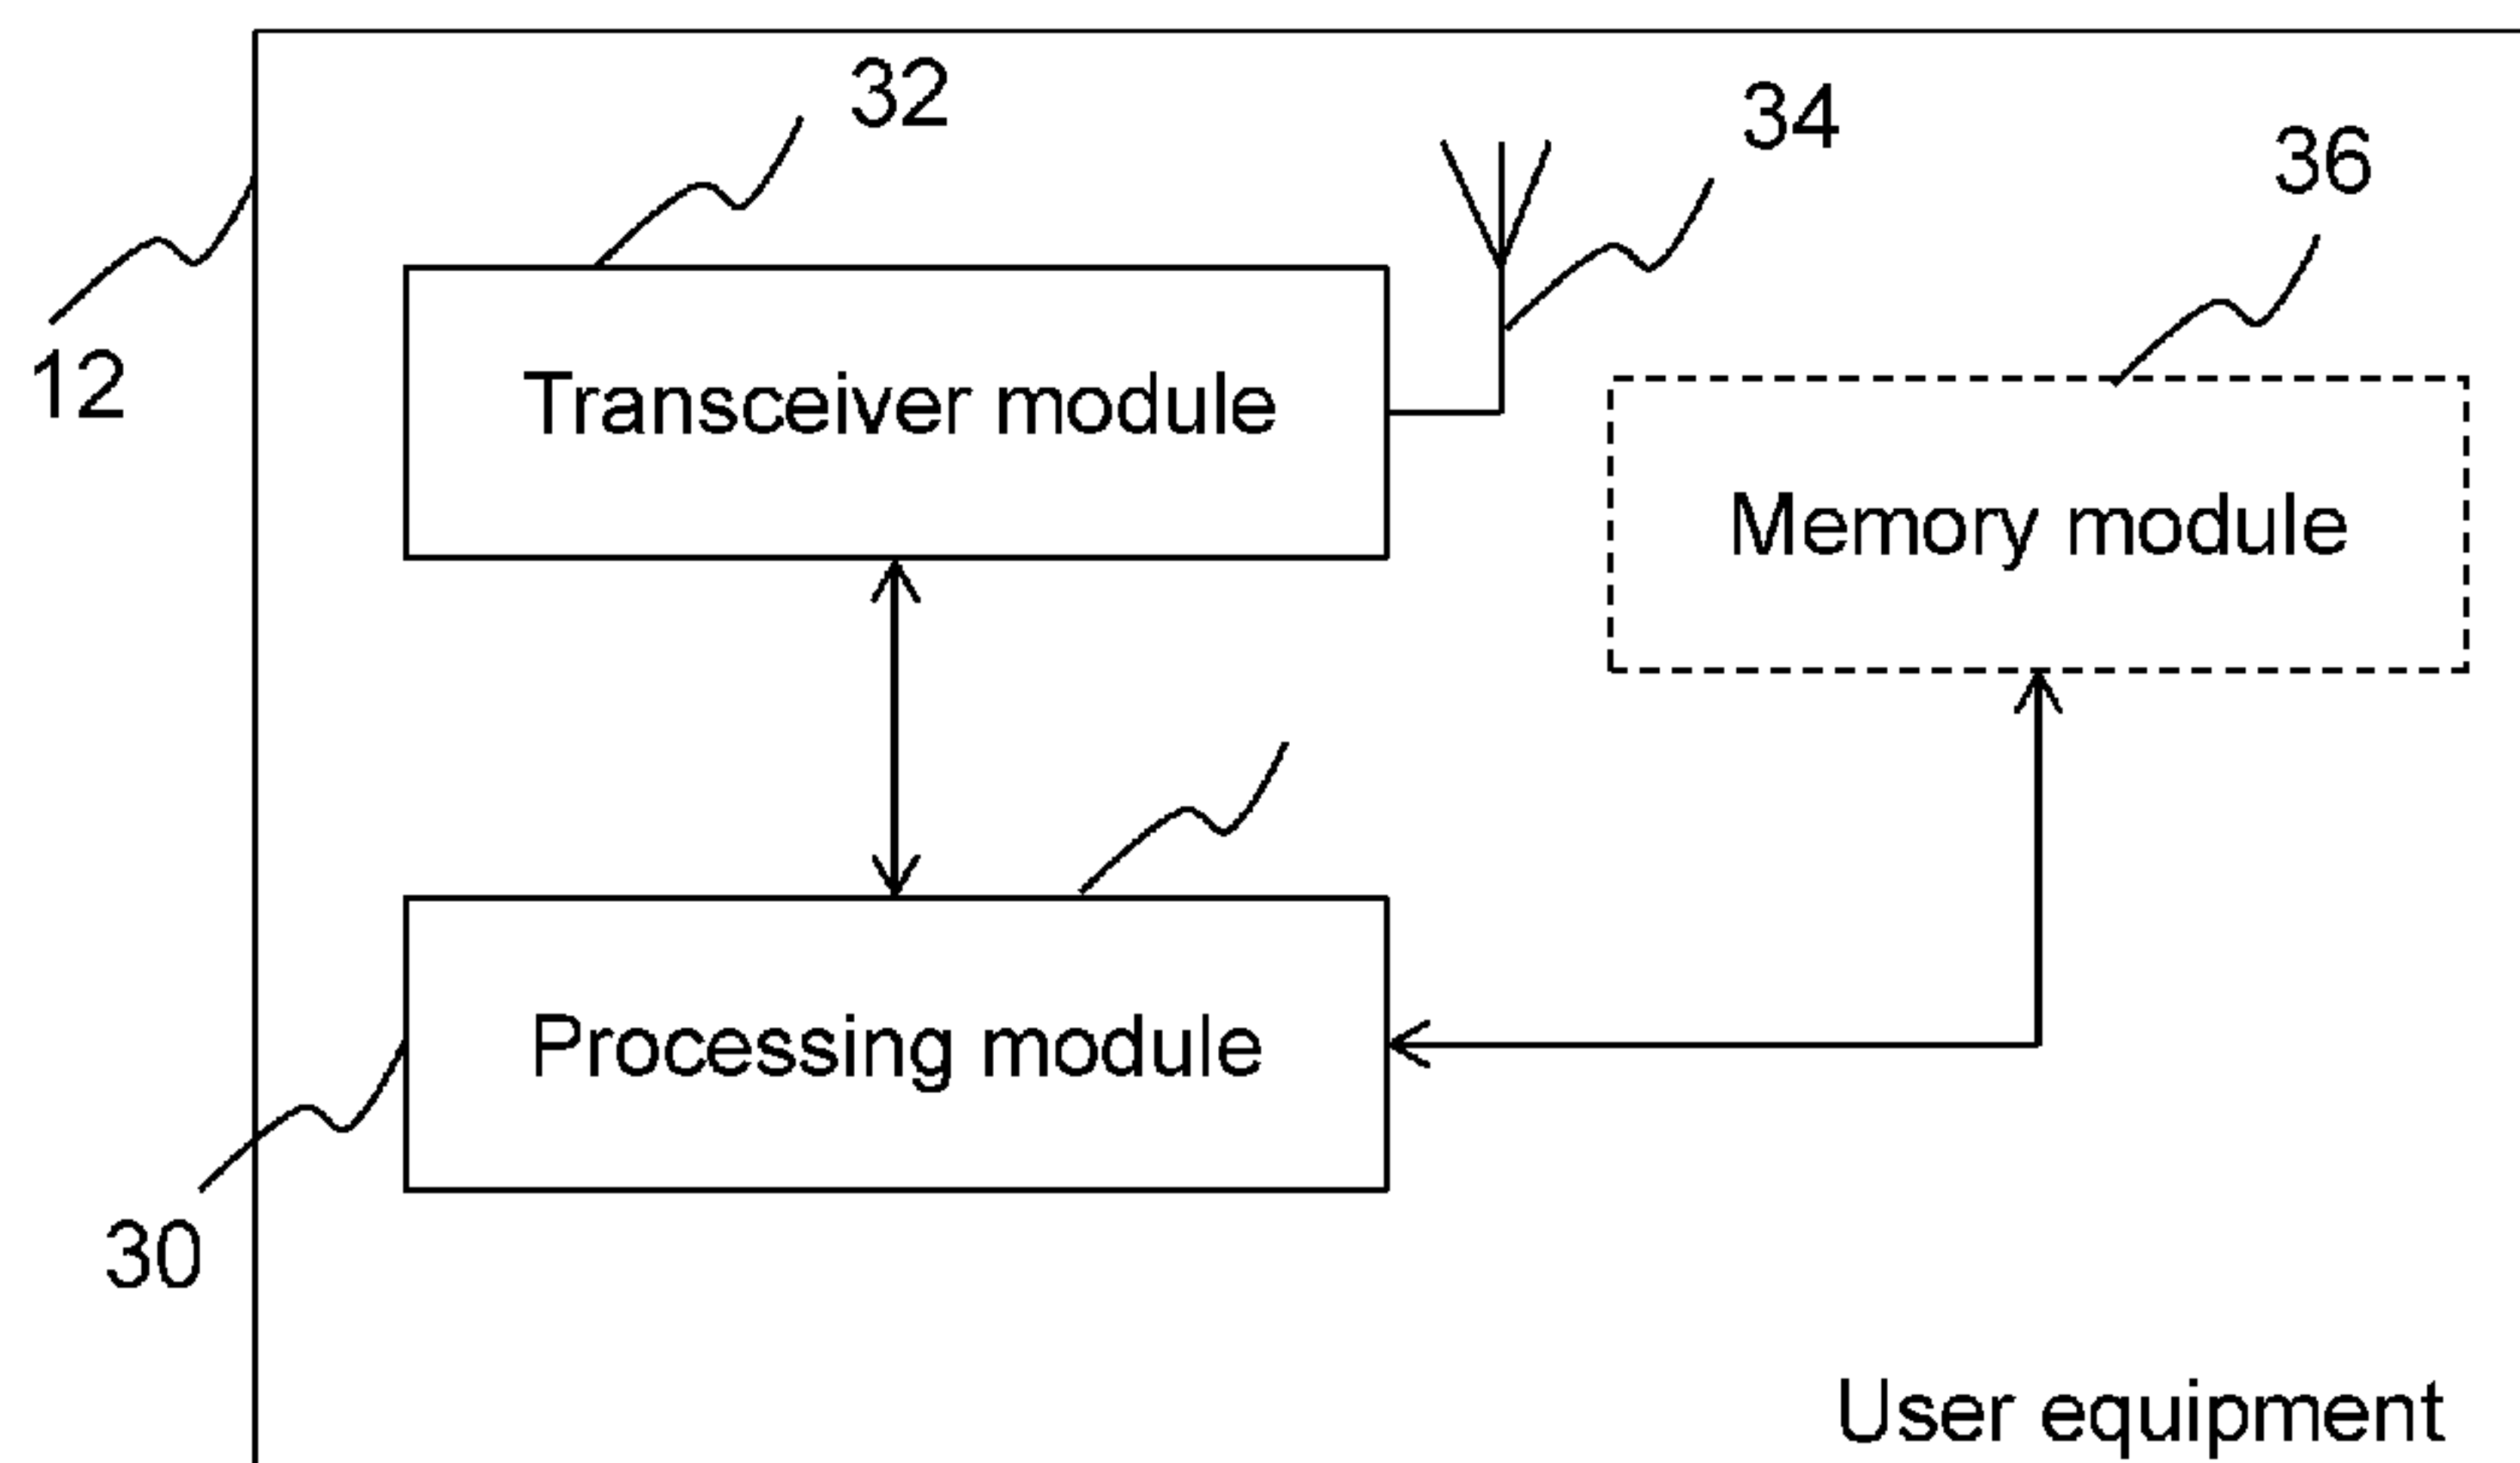 32
34
36
12
Transceiver module
Memory module
Processing module
30
User equipment